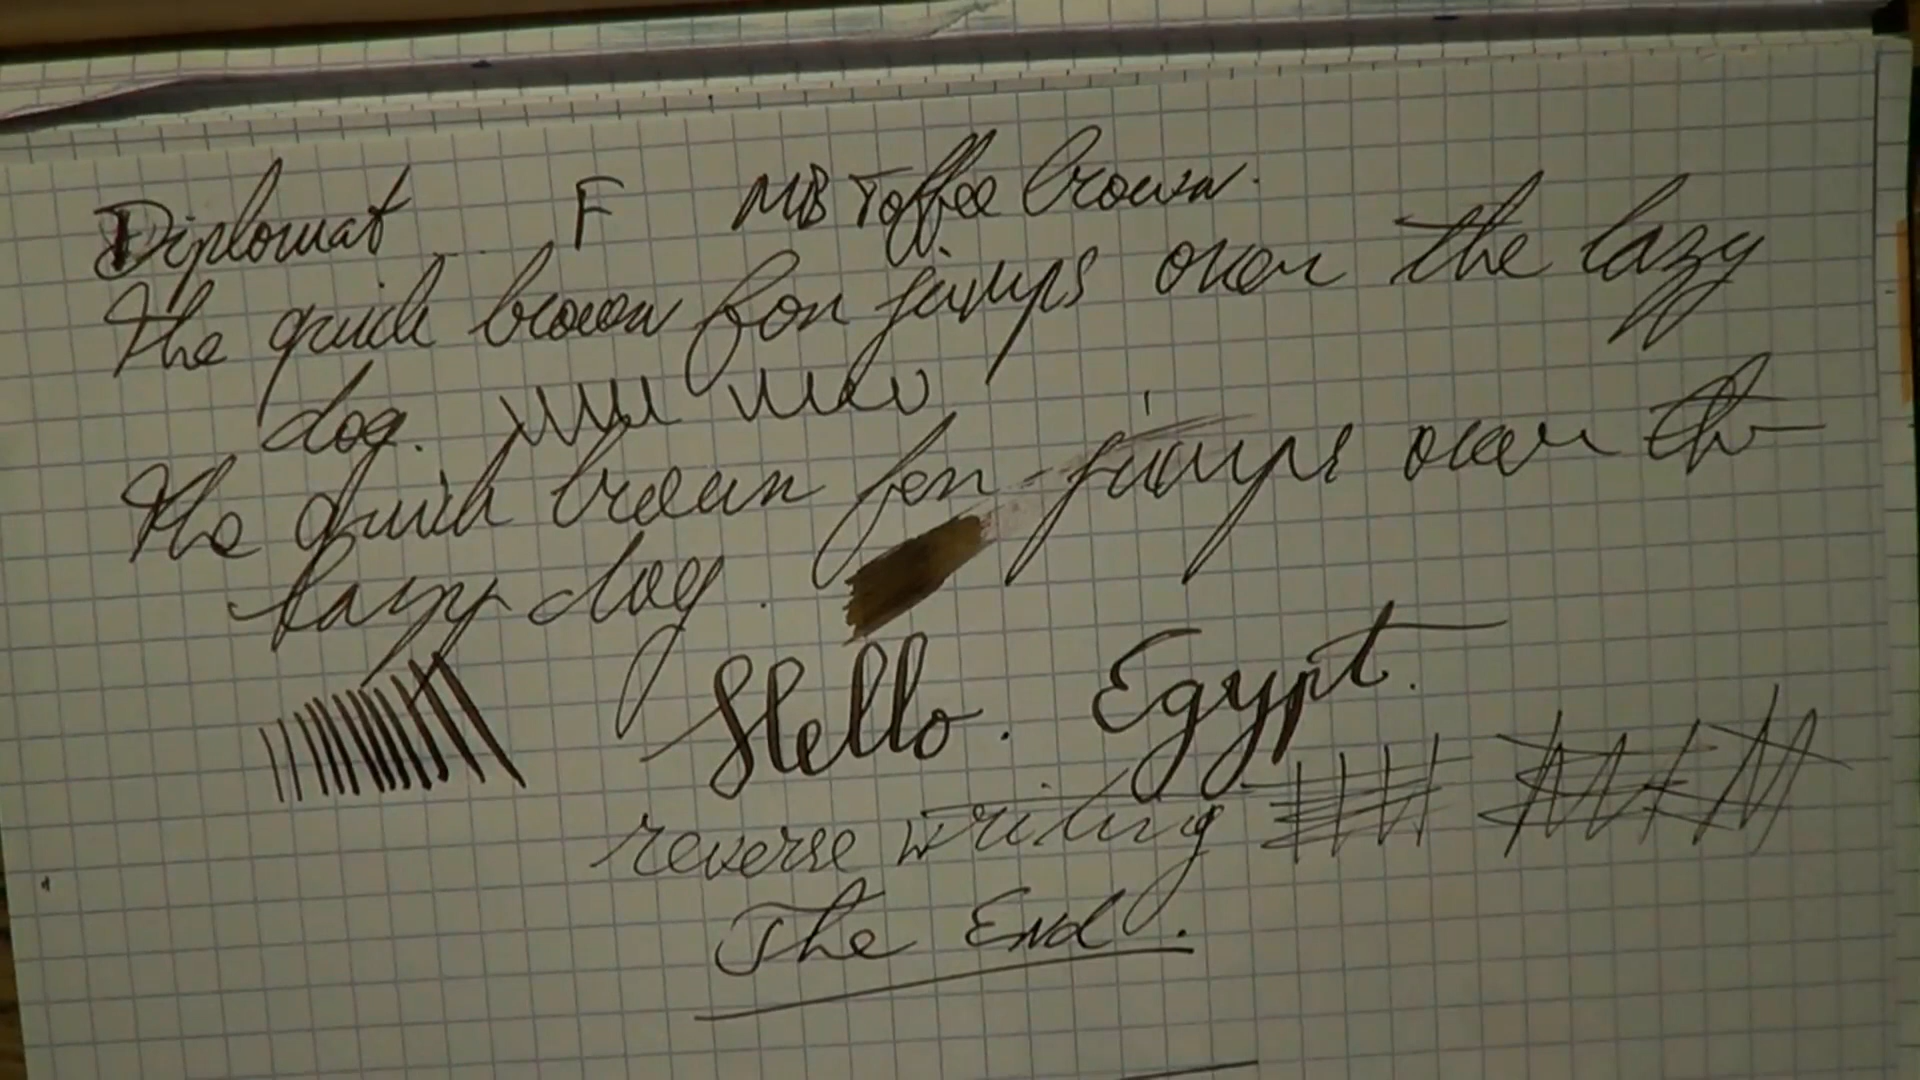 Diplomat F MB Toffee brown.
The quick brown fox jumps over the lazy
dog.
The quick brown fox jumps over the
lazy dog.
Hello. Egypt.
reverse writing
The End.